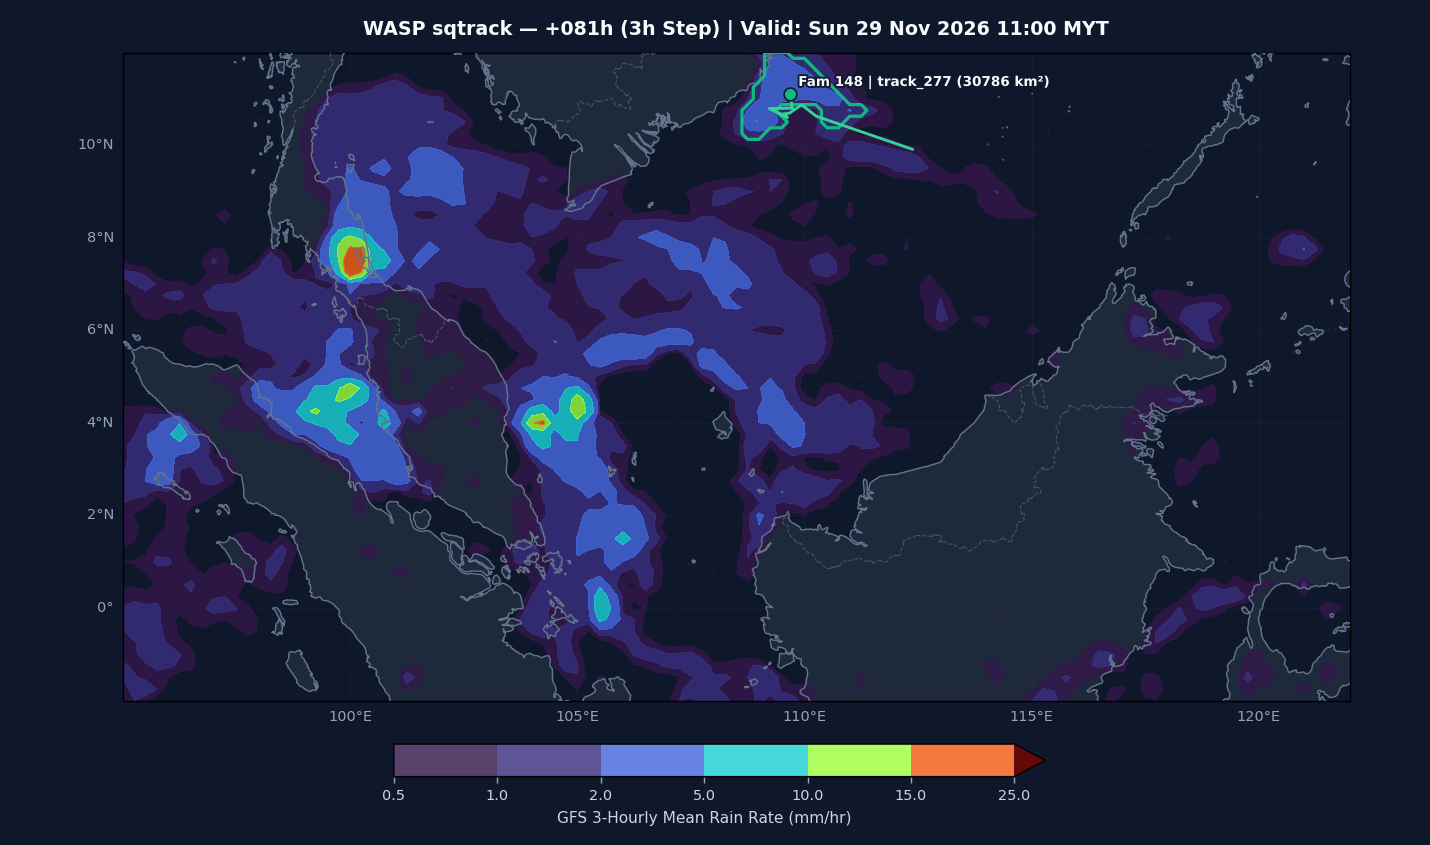 WASP sqtrack — +081h (3h Step) | Valid: Sun 29 Nov 2026 11:00 MYT
Fam 148 | track_277 (30786 km²)
10°N
8°N
6°N
4°N
2°N
0°
100°E 105°E 110°E 115°E 120°E
0.5 1.0 2.0 5.0 10.0 15.0 25.0
GFS 3-Hourly Mean Rain Rate (mm/hr)